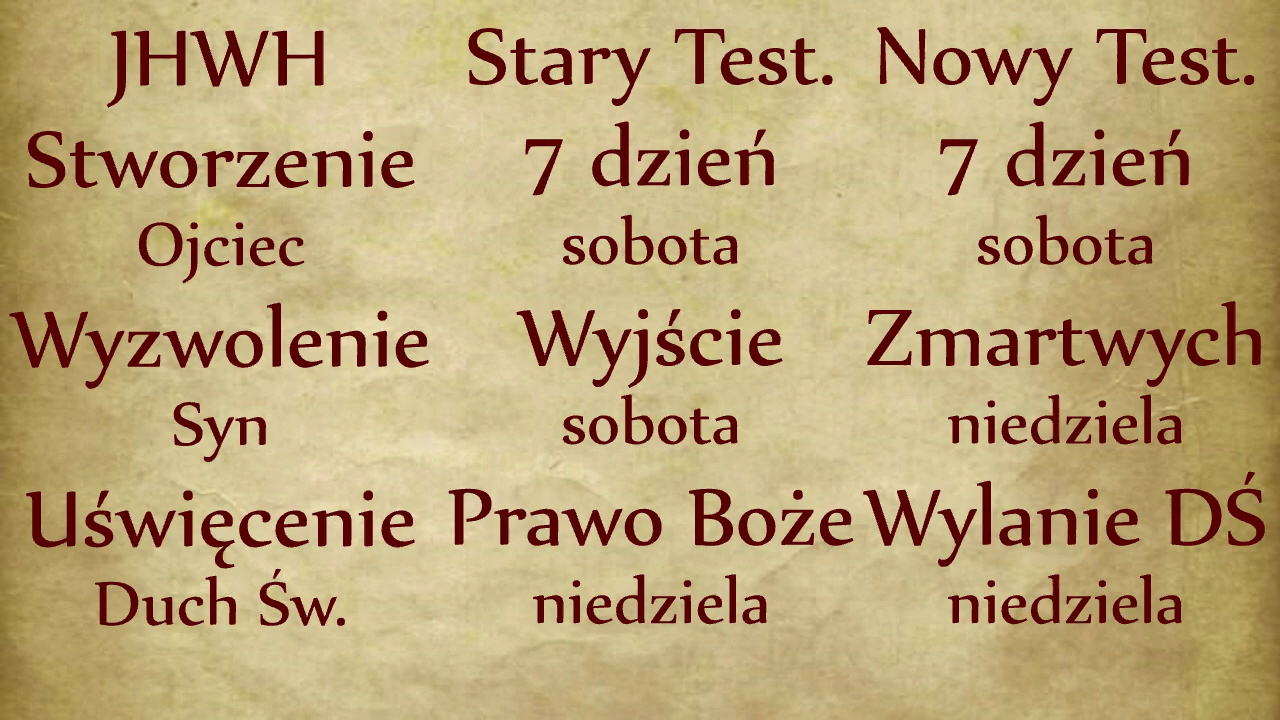 JHWH Stary Test. Nowy Test.
Stworzenie 7 dzień 7 dzień
Ojciec sobota sobota
Wyzwolenie Wyjście Zmartwych
Syn sobota niedziela
Uświęcenie Prawo Boże Wylanie DŚ
Duch Św. niedziela niedziela